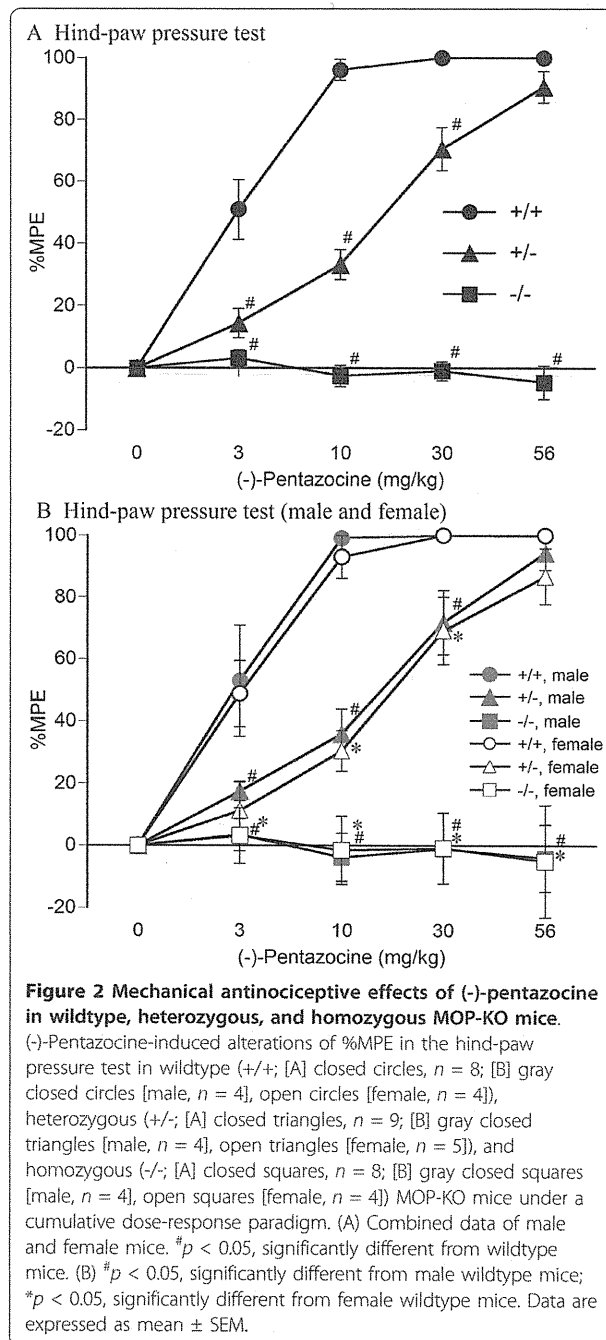 A Hind-paw pressure test
100
80
60
40
20
0
-20
%MPE
#
#
#
#
#
#
#
+/+
+/-
-/-
0 3 10 30 56
(-)-Pentazocine (mg/kg)
B Hind-paw pressure test (male and female)
100
80
60
40
20
0
-20
%MPE
#
*
#
*
#
*
#
*
#
#
*
#
*
+/+, male
+/-, male
-/-, male
+/+, female
+/-, female
-/-, female
0 3 10 30 56
(-)-Pentazocine (mg/kg)
Figure 2 Mechanical antinociceptive effects of (-)-pentazocine
in wildtype, heterozygous, and homozygous MOP-KO mice.
(-)-Pentazocine-induced alterations of %MPE in the hind-paw
pressure test in wildtype (+/+; [A] closed circles, n = 8; [B] gray
closed circles [male, n = 4], open circles [female, n = 4]),
heterozygous (+/-; [A] closed triangles, n = 9; [B] gray closed
triangles [male, n = 4], open triangles [female, n = 5]), and
homozygous (-/-; [A] closed squares, n = 8; [B] gray closed squares
[male, n = 4], open squares [female, n = 4]) MOP-KO mice under a
cumulative dose-response paradigm. (A) Combined data of male
and female mice. #p < 0.05, significantly different from wildtype
mice. (B) #p < 0.05, significantly different from male wildtype mice;
*p < 0.05, significantly different from female wildtype mice. Data are
expressed as mean ± SEM.